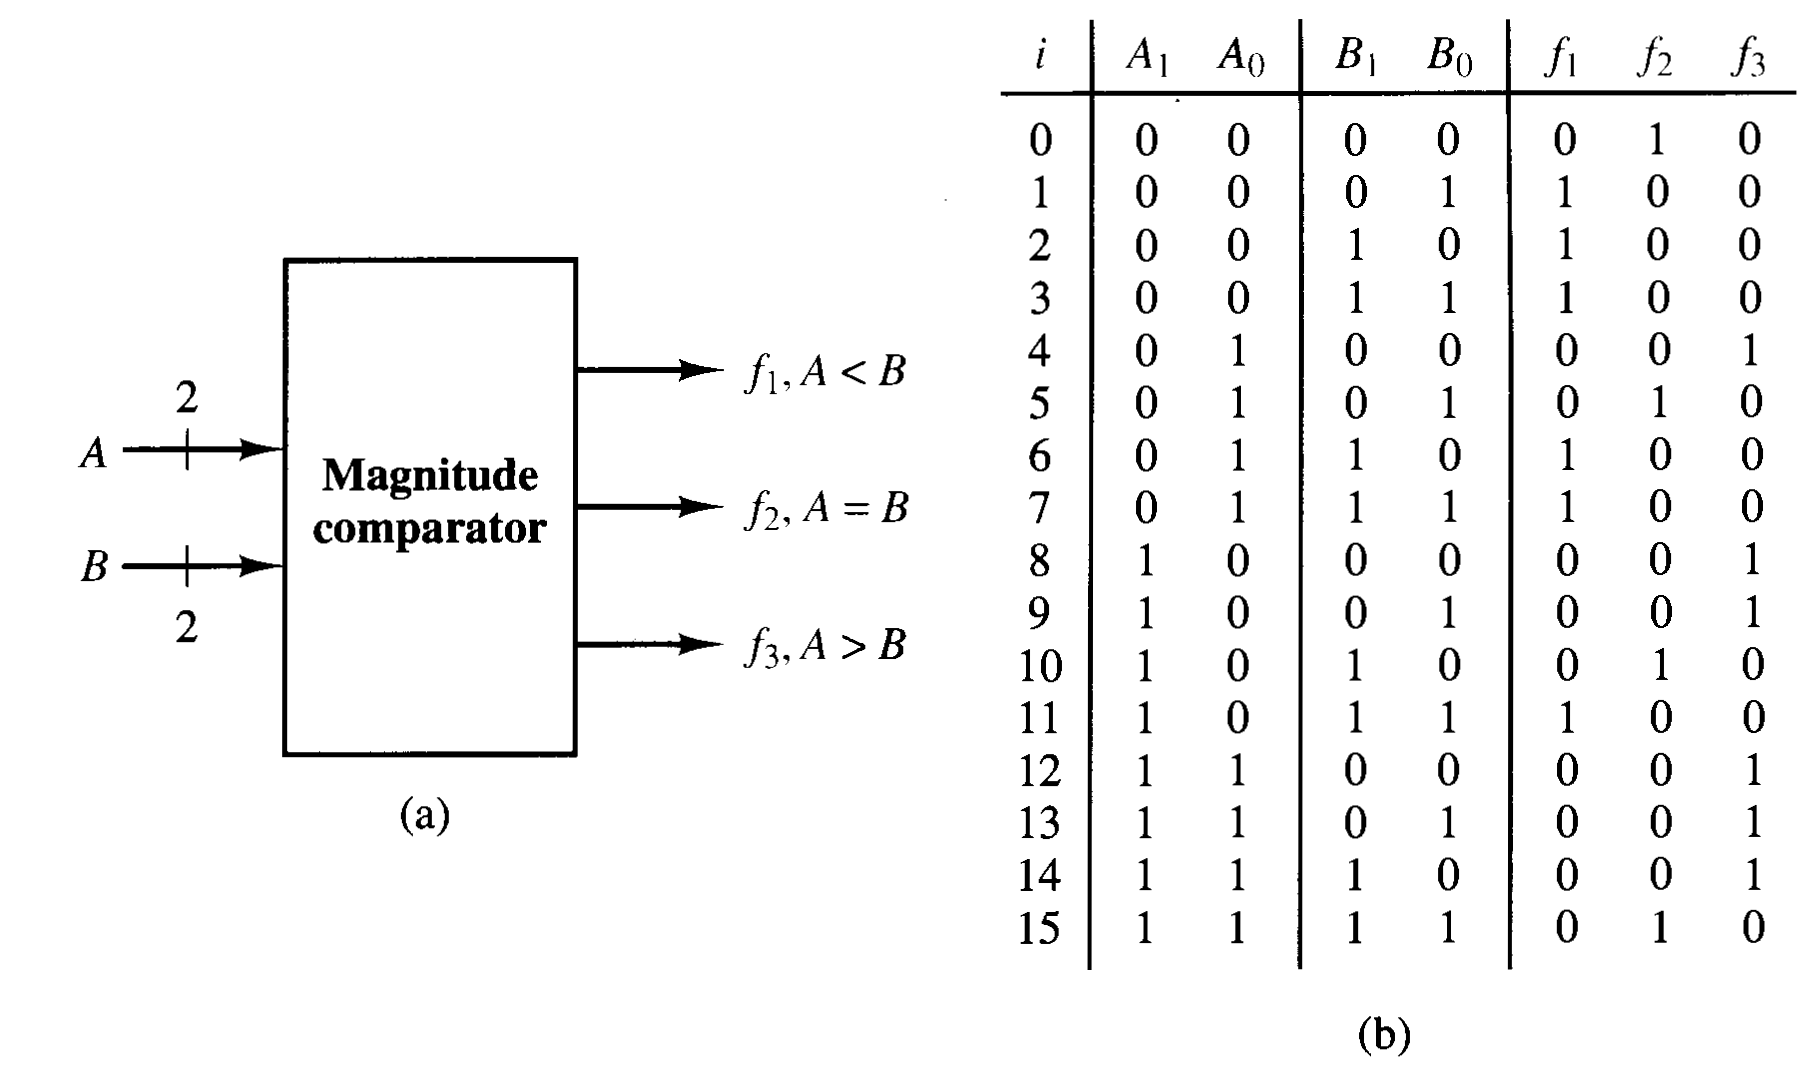 2
A
B
2
Magnitude
comparator
f₁, A < B
f₂, A = B
f₃, A > B
(a)
i A₁ A₀ B₁ B₀ f₁ f₂ f₃
0 0 0 0 0 0 1 0
1 0 0 0 1 1 0 0
2 0 0 1 0 1 0 0
3 0 0 1 1 1 0 0
4 0 1 0 0 0 0 1
5 0 1 0 1 0 1 0
6 0 1 1 0 1 0 0
7 0 1 1 1 1 0 0
8 1 0 0 0 0 0 1
9 1 0 0 1 0 0 1
10 1 0 1 0 0 1 0
11 1 0 1 1 1 0 0
12 1 1 0 0 0 0 1
13 1 1 0 1 0 0 1
14 1 1 1 0 0 0 1
15 1 1 1 1 0 1 0
(b)